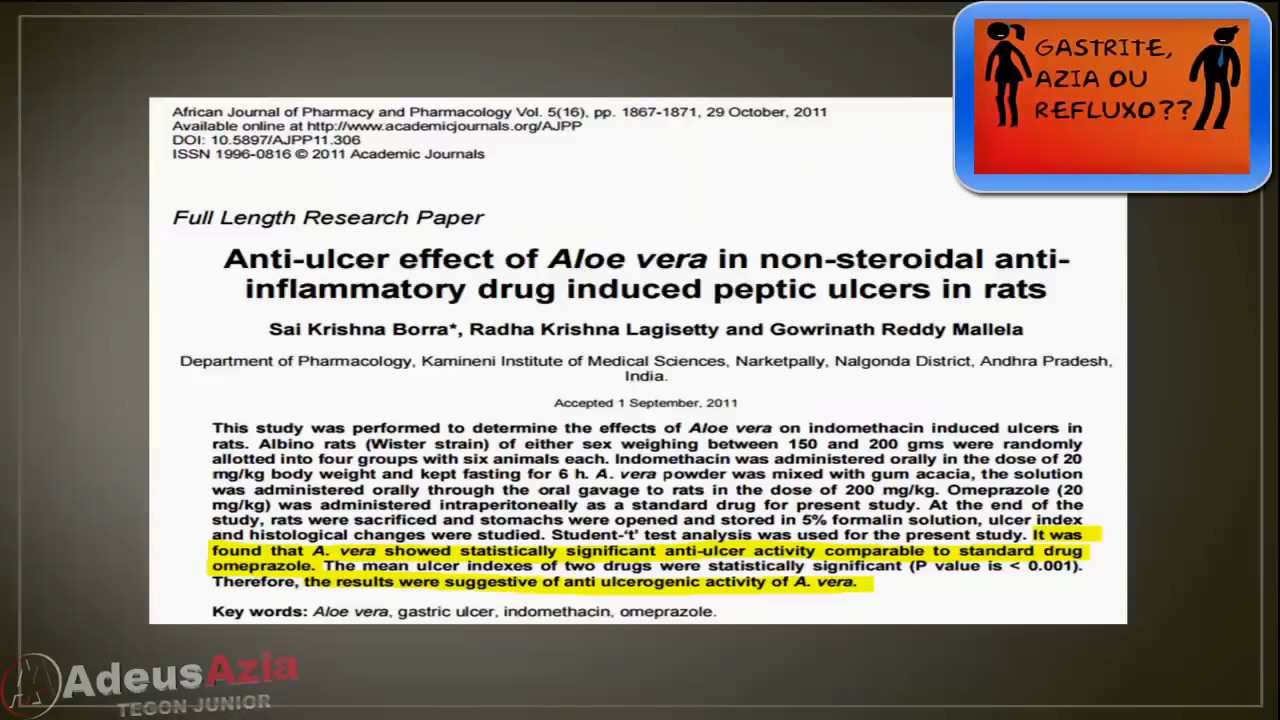 GASTRITE,
AZIA OU
REFLUXO??
African Journal of Pharmacy and Pharmacology Vol. 5(16), pp. 1867-1871, 29 October, 2011
Available online at http://www.academicjournals.org/AJPP
DOI: 10.5897/AJPP11.306
ISSN 1996-0816 © 2011 Academic Journals
Full Length Research Paper
Anti-ulcer effect of Aloe vera in non-steroidal anti-
inflammatory drug induced peptic ulcers in rats
Sai Krishna Borra*, Radha Krishna Lagisetty and Gowrinath Reddy Mallela
Department of Pharmacology, Kamineni Institute of Medical Sciences, Narketpally, Nalgonda District, Andhra Pradesh,
India.
Accepted 1 September, 2011
This study was performed to determine the effects of Aloe vera on indomethacin induced ulcers in
rats. Albino rats (Wister strain) of either sex weighing between 150 and 200 gms were randomly
allotted into four groups with six animals each. Indomethacin was administered orally in the dose of 20
mg/kg body weight and kept fasting for 6 h. A. vera powder was mixed with gum acacia, the solution
was administered orally through the oral gavage to rats in the dose of 200 mg/kg. Omeprazole (20
mg/kg) was administered intraperitoneally as a standard drug for present study. At the end of the
study, rats were sacrificed and stomachs were opened and stored in 5% formalin solution, ulcer index
and histological changes were studied. Student-‘t’ test analysis was used for the present study. It was
found that A. vera showed statistically significant anti-ulcer activity comparable to standard drug
omeprazole. The mean ulcer indexes of two drugs were statistically significant (P value is < 0.001).
Therefore, the results were suggestive of anti ulcerogenic activity of A. vera.
Key words: Aloe vera, gastric ulcer, indomethacin, omeprazole.
AdeusAzia
TEGON JUNIOR